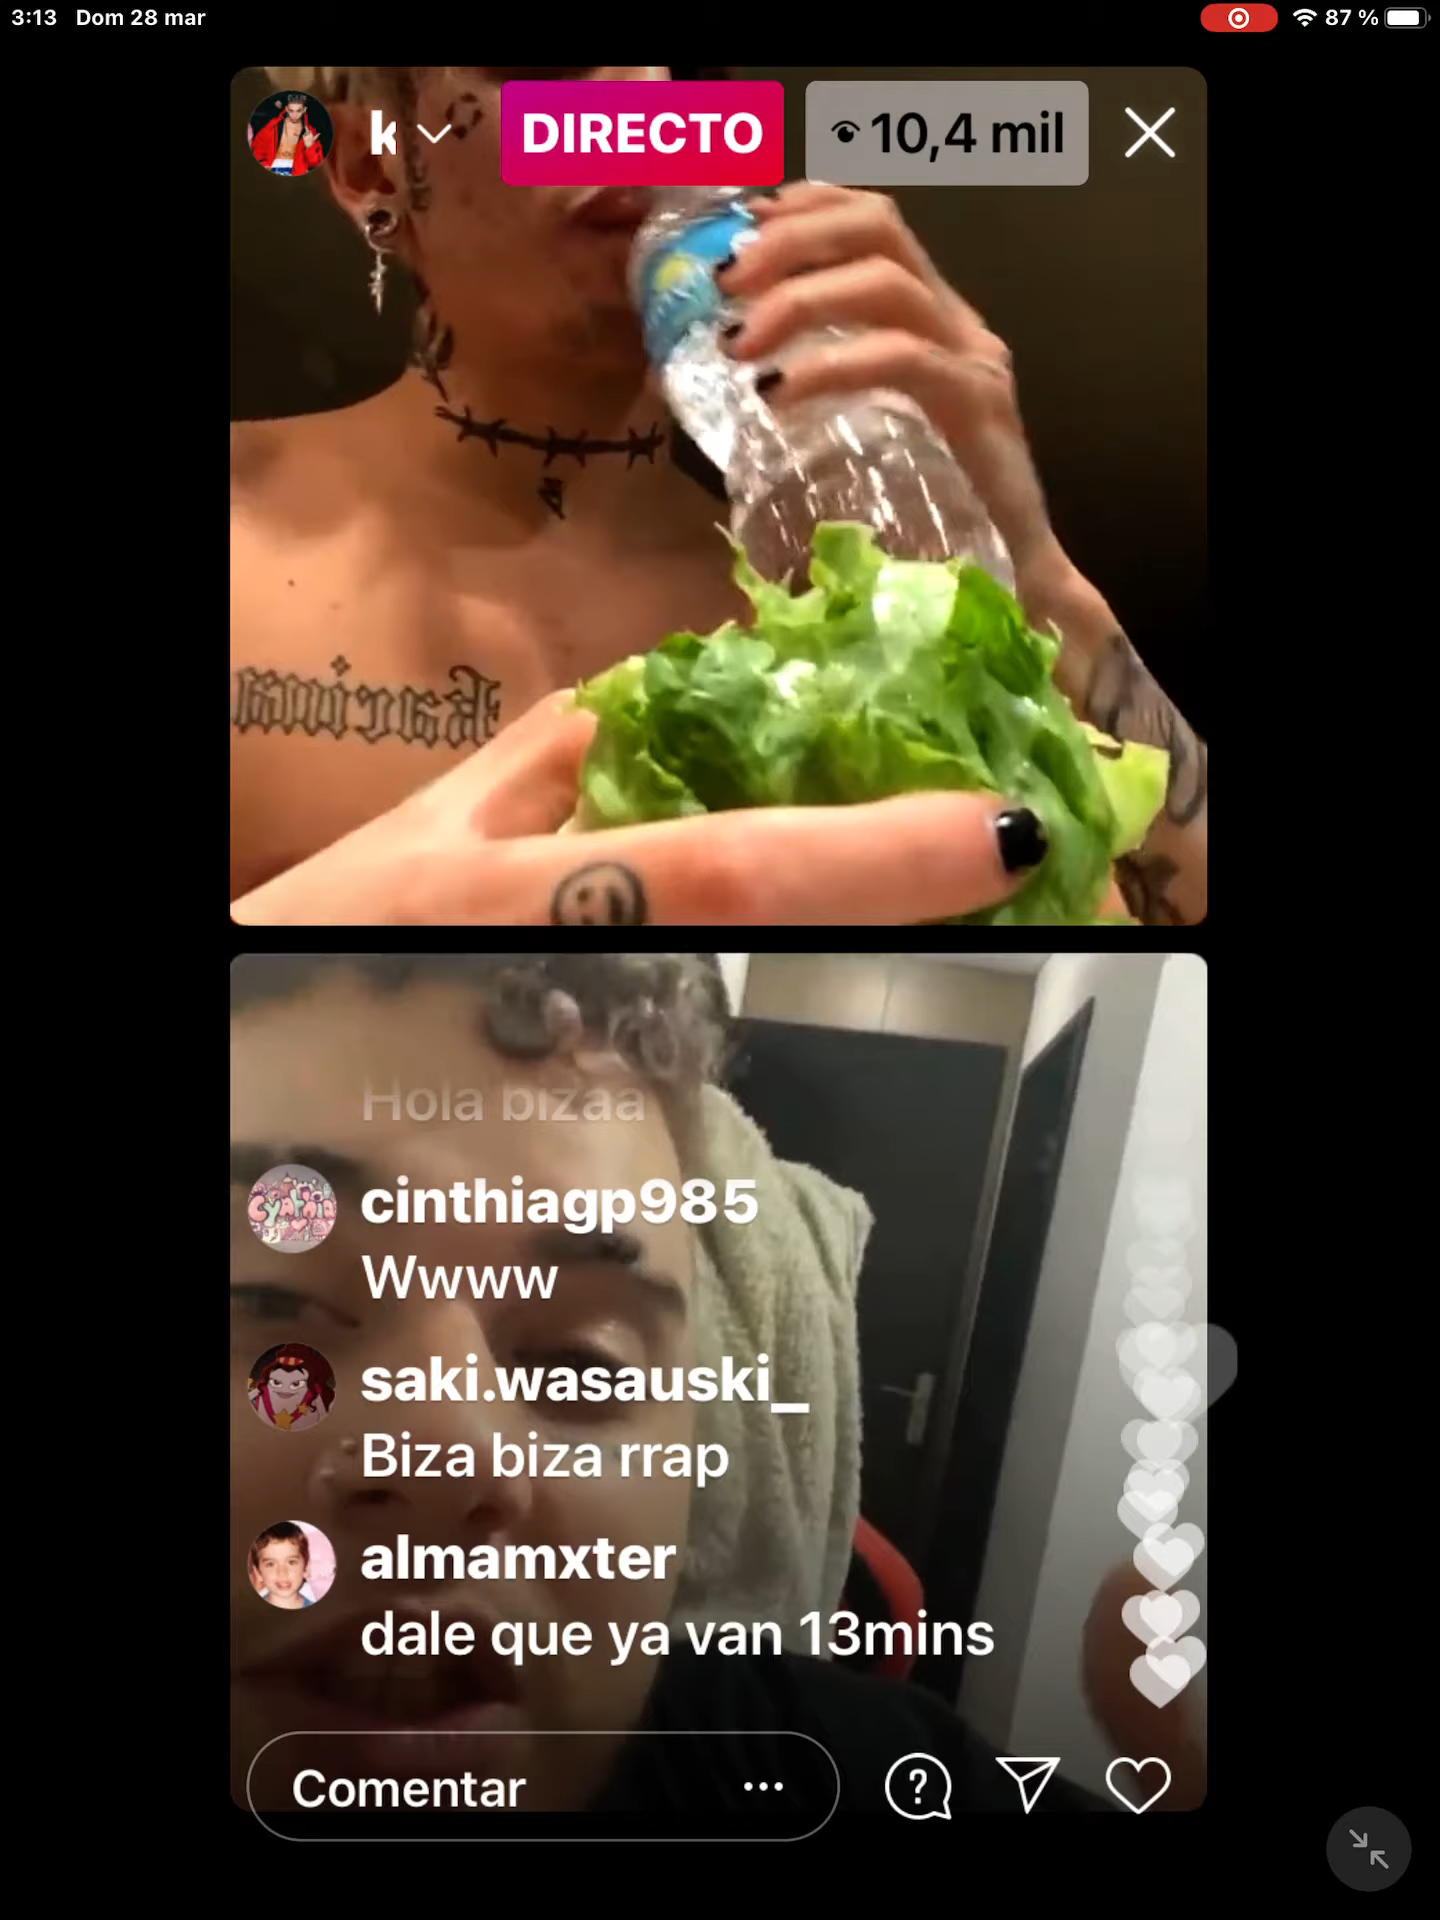 3:13 Dom 28 mar
87 %
k
DIRECTO
10,4 mil
Karina
Hola bizaa
cinthiagp985
Wwww
saki.wasauski_
Biza biza rrap
almamxter
dale que ya van 13mins
Comentar